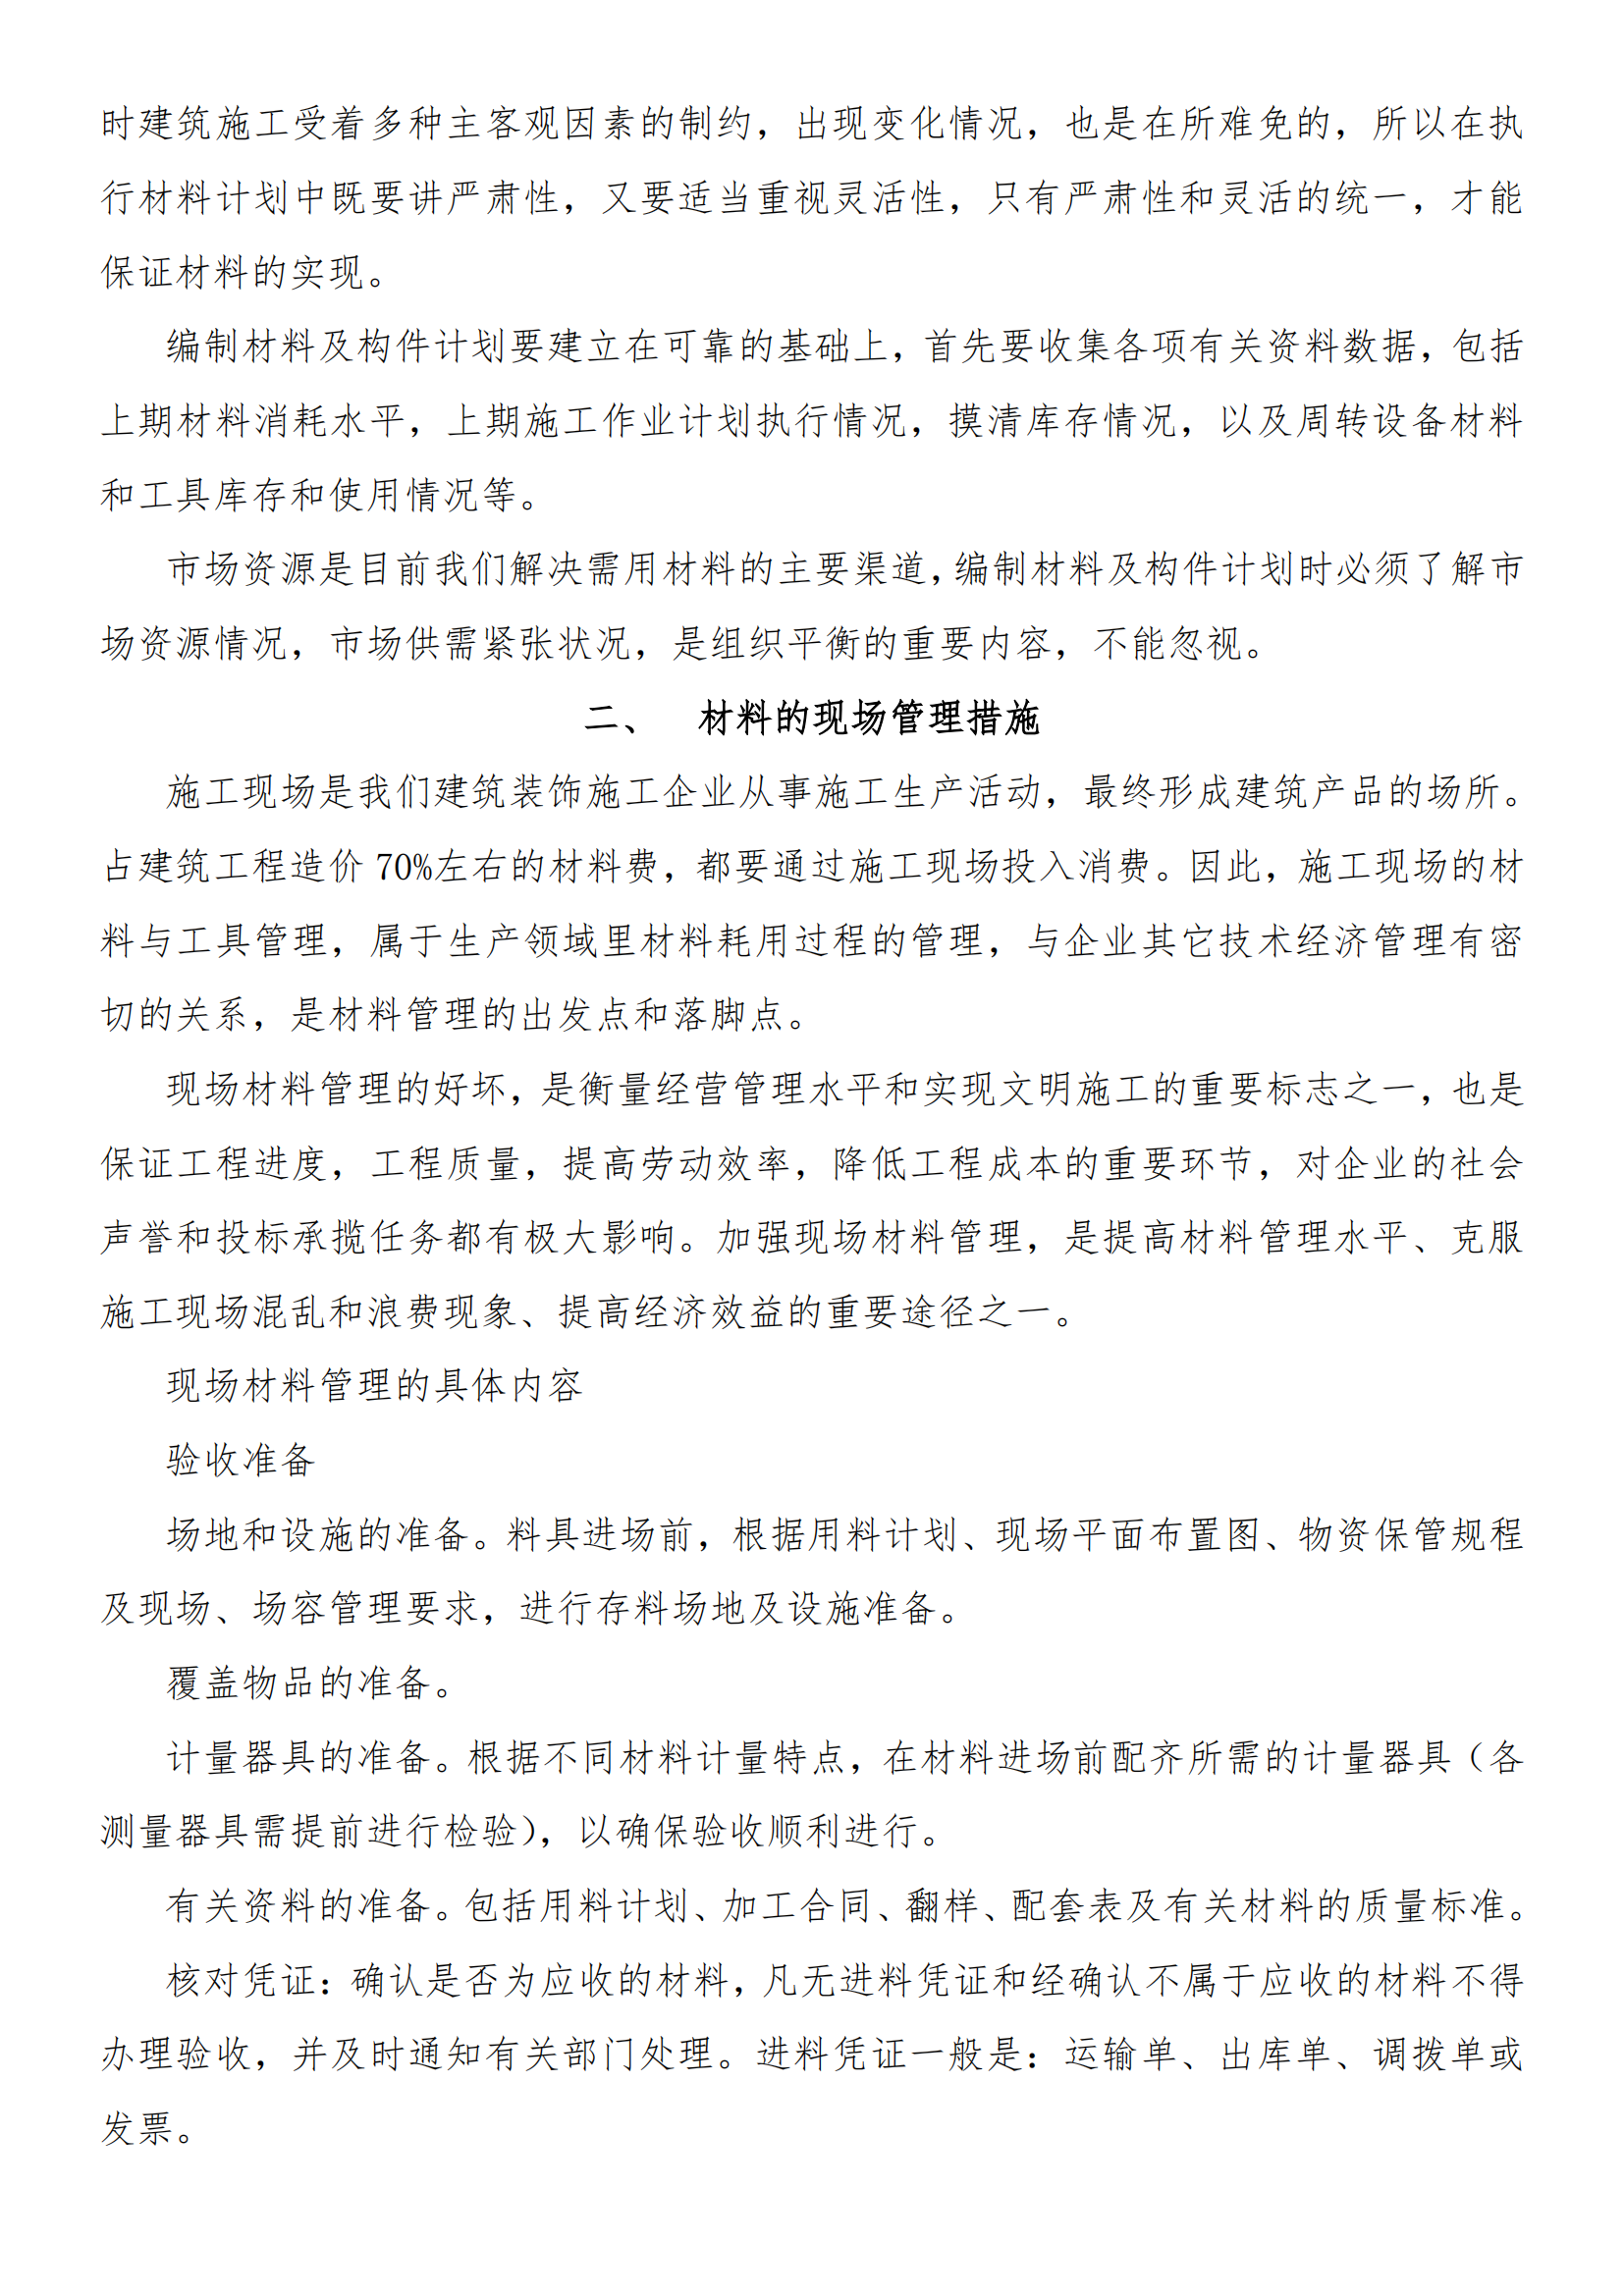 时建筑施工受着多种主客观因素的制约，出现变化情况，也是在所难免的，所以在执
行材料计划中既要讲严肃性，又要适当重视灵活性，只有严肃性和灵活的统一，才能
保证材料的实现。
编制材料及构件计划要建立在可靠的基础上，首先要收集各项有关资料数据，包括
上期材料消耗水平，上期施工作业计划执行情况，摸清库存情况，以及周转设备材料
和工具库存和使用情况等。
市场资源是目前我们解决需用材料的主要渠道，编制材料及构件计划时必须了解市
场资源情况，市场供需紧张状况，是组织平衡的重要内容，不能忽视。
二、 材料的现场管理措施
施工现场是我们建筑装饰施工企业从事施工生产活动，最终形成建筑产品的场所。
占建筑工程造价 70%左右的材料费，都要通过施工现场投入消费。因此，施工现场的材
料与工具管理，属于生产领域里材料耗用过程的管理，与企业其它技术经济管理有密
切的关系，是材料管理的出发点和落脚点。
现场材料管理的好坏，是衡量经营管理水平和实现文明施工的重要标志之一，也是
保证工程进度，工程质量，提高劳动效率，降低工程成本的重要环节，对企业的社会
声誉和投标承揽任务都有极大影响。加强现场材料管理，是提高材料管理水平、克服
施工现场混乱和浪费现象、提高经济效益的重要途径之一。
现场材料管理的具体内容
验收准备
场地和设施的准备。料具进场前，根据用料计划、现场平面布置图、物资保管规程
及现场、场容管理要求，进行存料场地及设施准备。
覆盖物品的准备。
计量器具的准备。根据不同材料计量特点，在材料进场前配齐所需的计量器具（各
测量器具需提前进行检验），以确保验收顺利进行。
有关资料的准备。包括用料计划、加工合同、翻样、配套表及有关材料的质量标准。
核对凭证：确认是否为应收的材料，凡无进料凭证和经确认不属于应收的材料不得
办理验收，并及时通知有关部门处理。进料凭证一般是：运输单、出库单、调拨单或
发票。